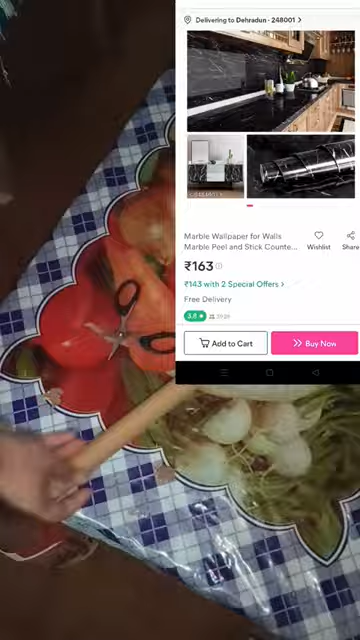 Delivering to Dehradun - 248001
Marble Wallpaper for Walls
Marble Peel and Stick Counte...
Wishlist
Share
₹163
₹143 with 2 Special Offers >
Free Delivery
3.8 ★
Add to Cart
Buy Now